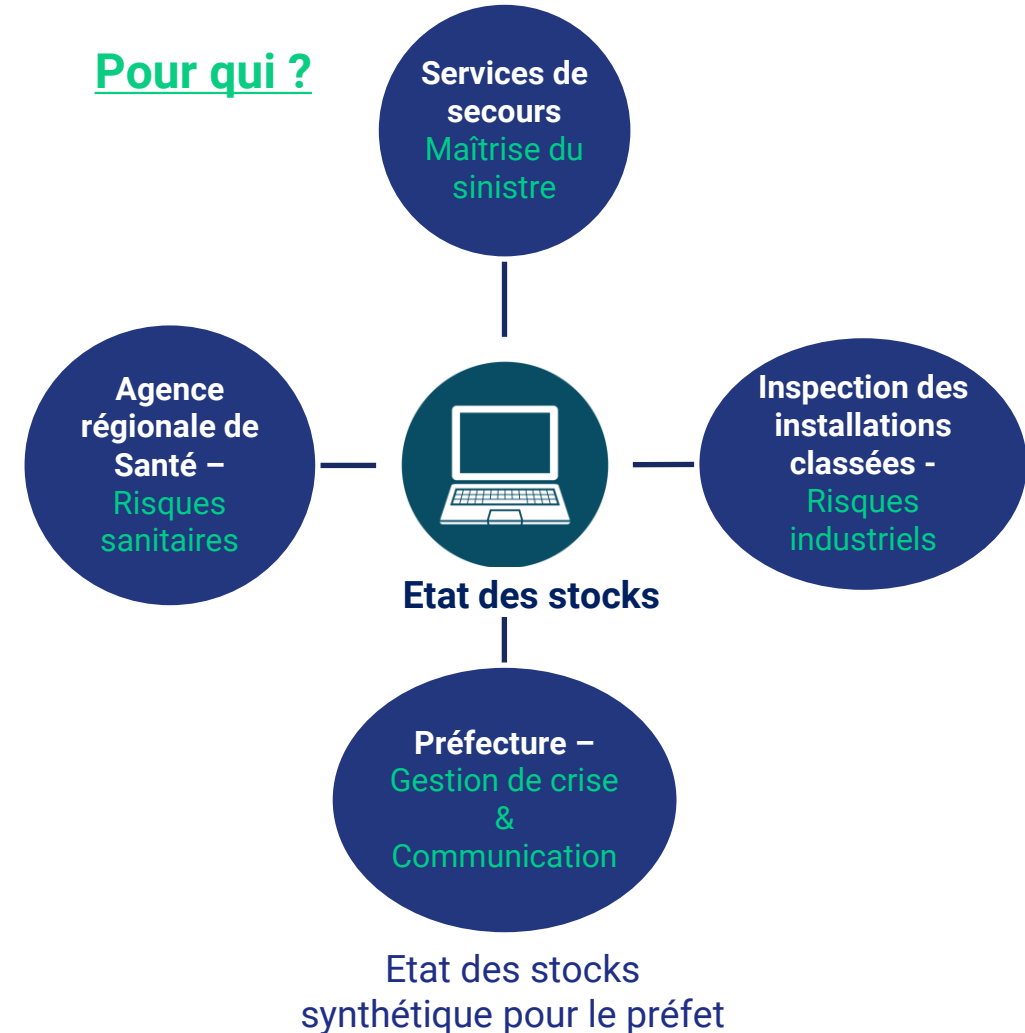 Pour qui ?
Services de
secours
Maîtrise du
sinistre
Agence
régionale de
Santé –
Risques
sanitaires
Inspection des
installations
classées -
Risques
industriels
Etat des stocks
Préfecture –
Gestion de crise
&
Communication
Etat des stocks
synthétique pour le préfet